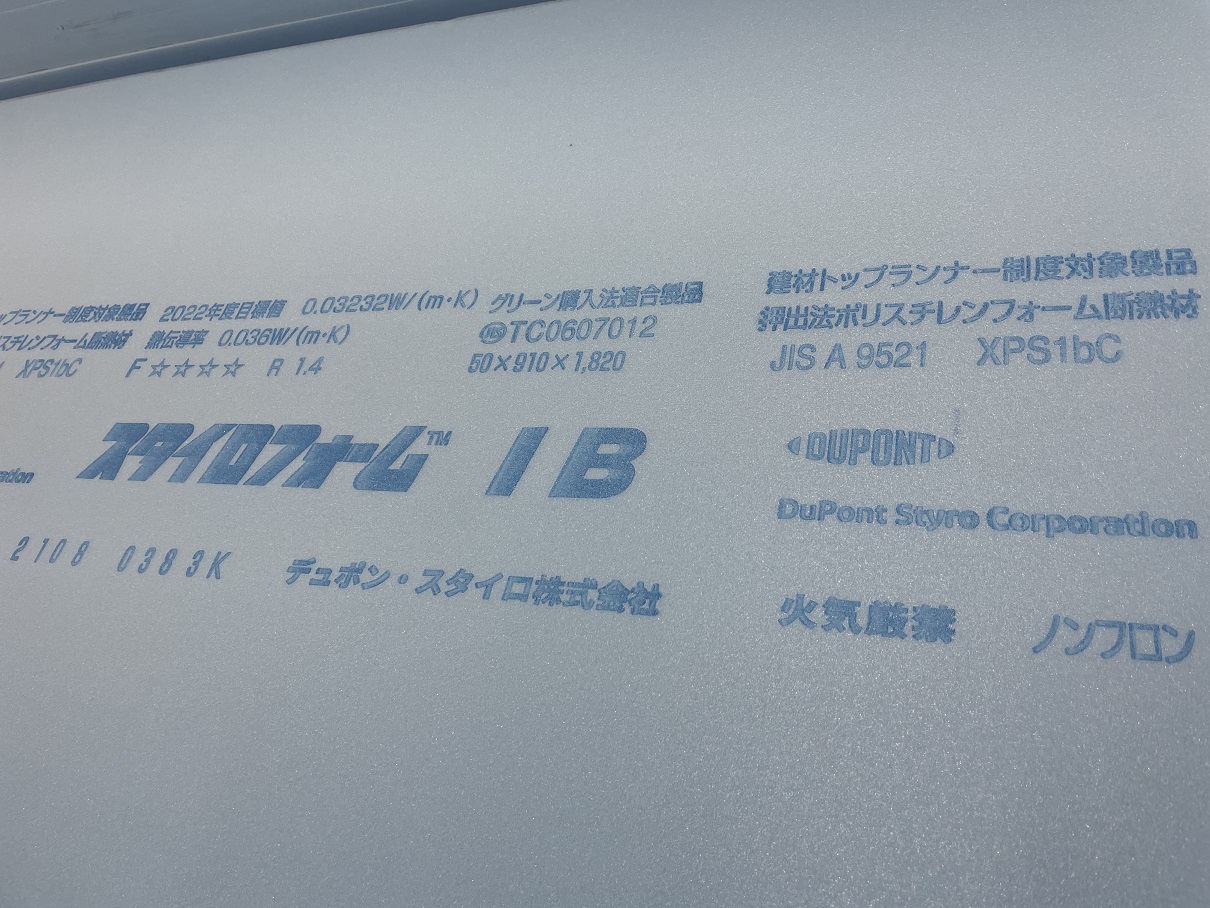 ップランナー制度対象製品 2022年度目標値 0.03232W/(m・K) グリーン購入法適合製品
スチレンフォーム断熱材 熱伝導率 0.036W/(m・K) JIS TC0607012
XPS1bC F☆☆☆☆ R 1.4 50×910×1,820
スタイロフォーム™ IB
ation
2108 0383K デュポン・スタイロ株式会社
建材トップランナー制度対象製品
押出法ポリスチレンフォーム断熱材
JIS A 9521 XPS1bC
DUPONT
DuPont Styro Corporation
火気厳禁 ノンフロン